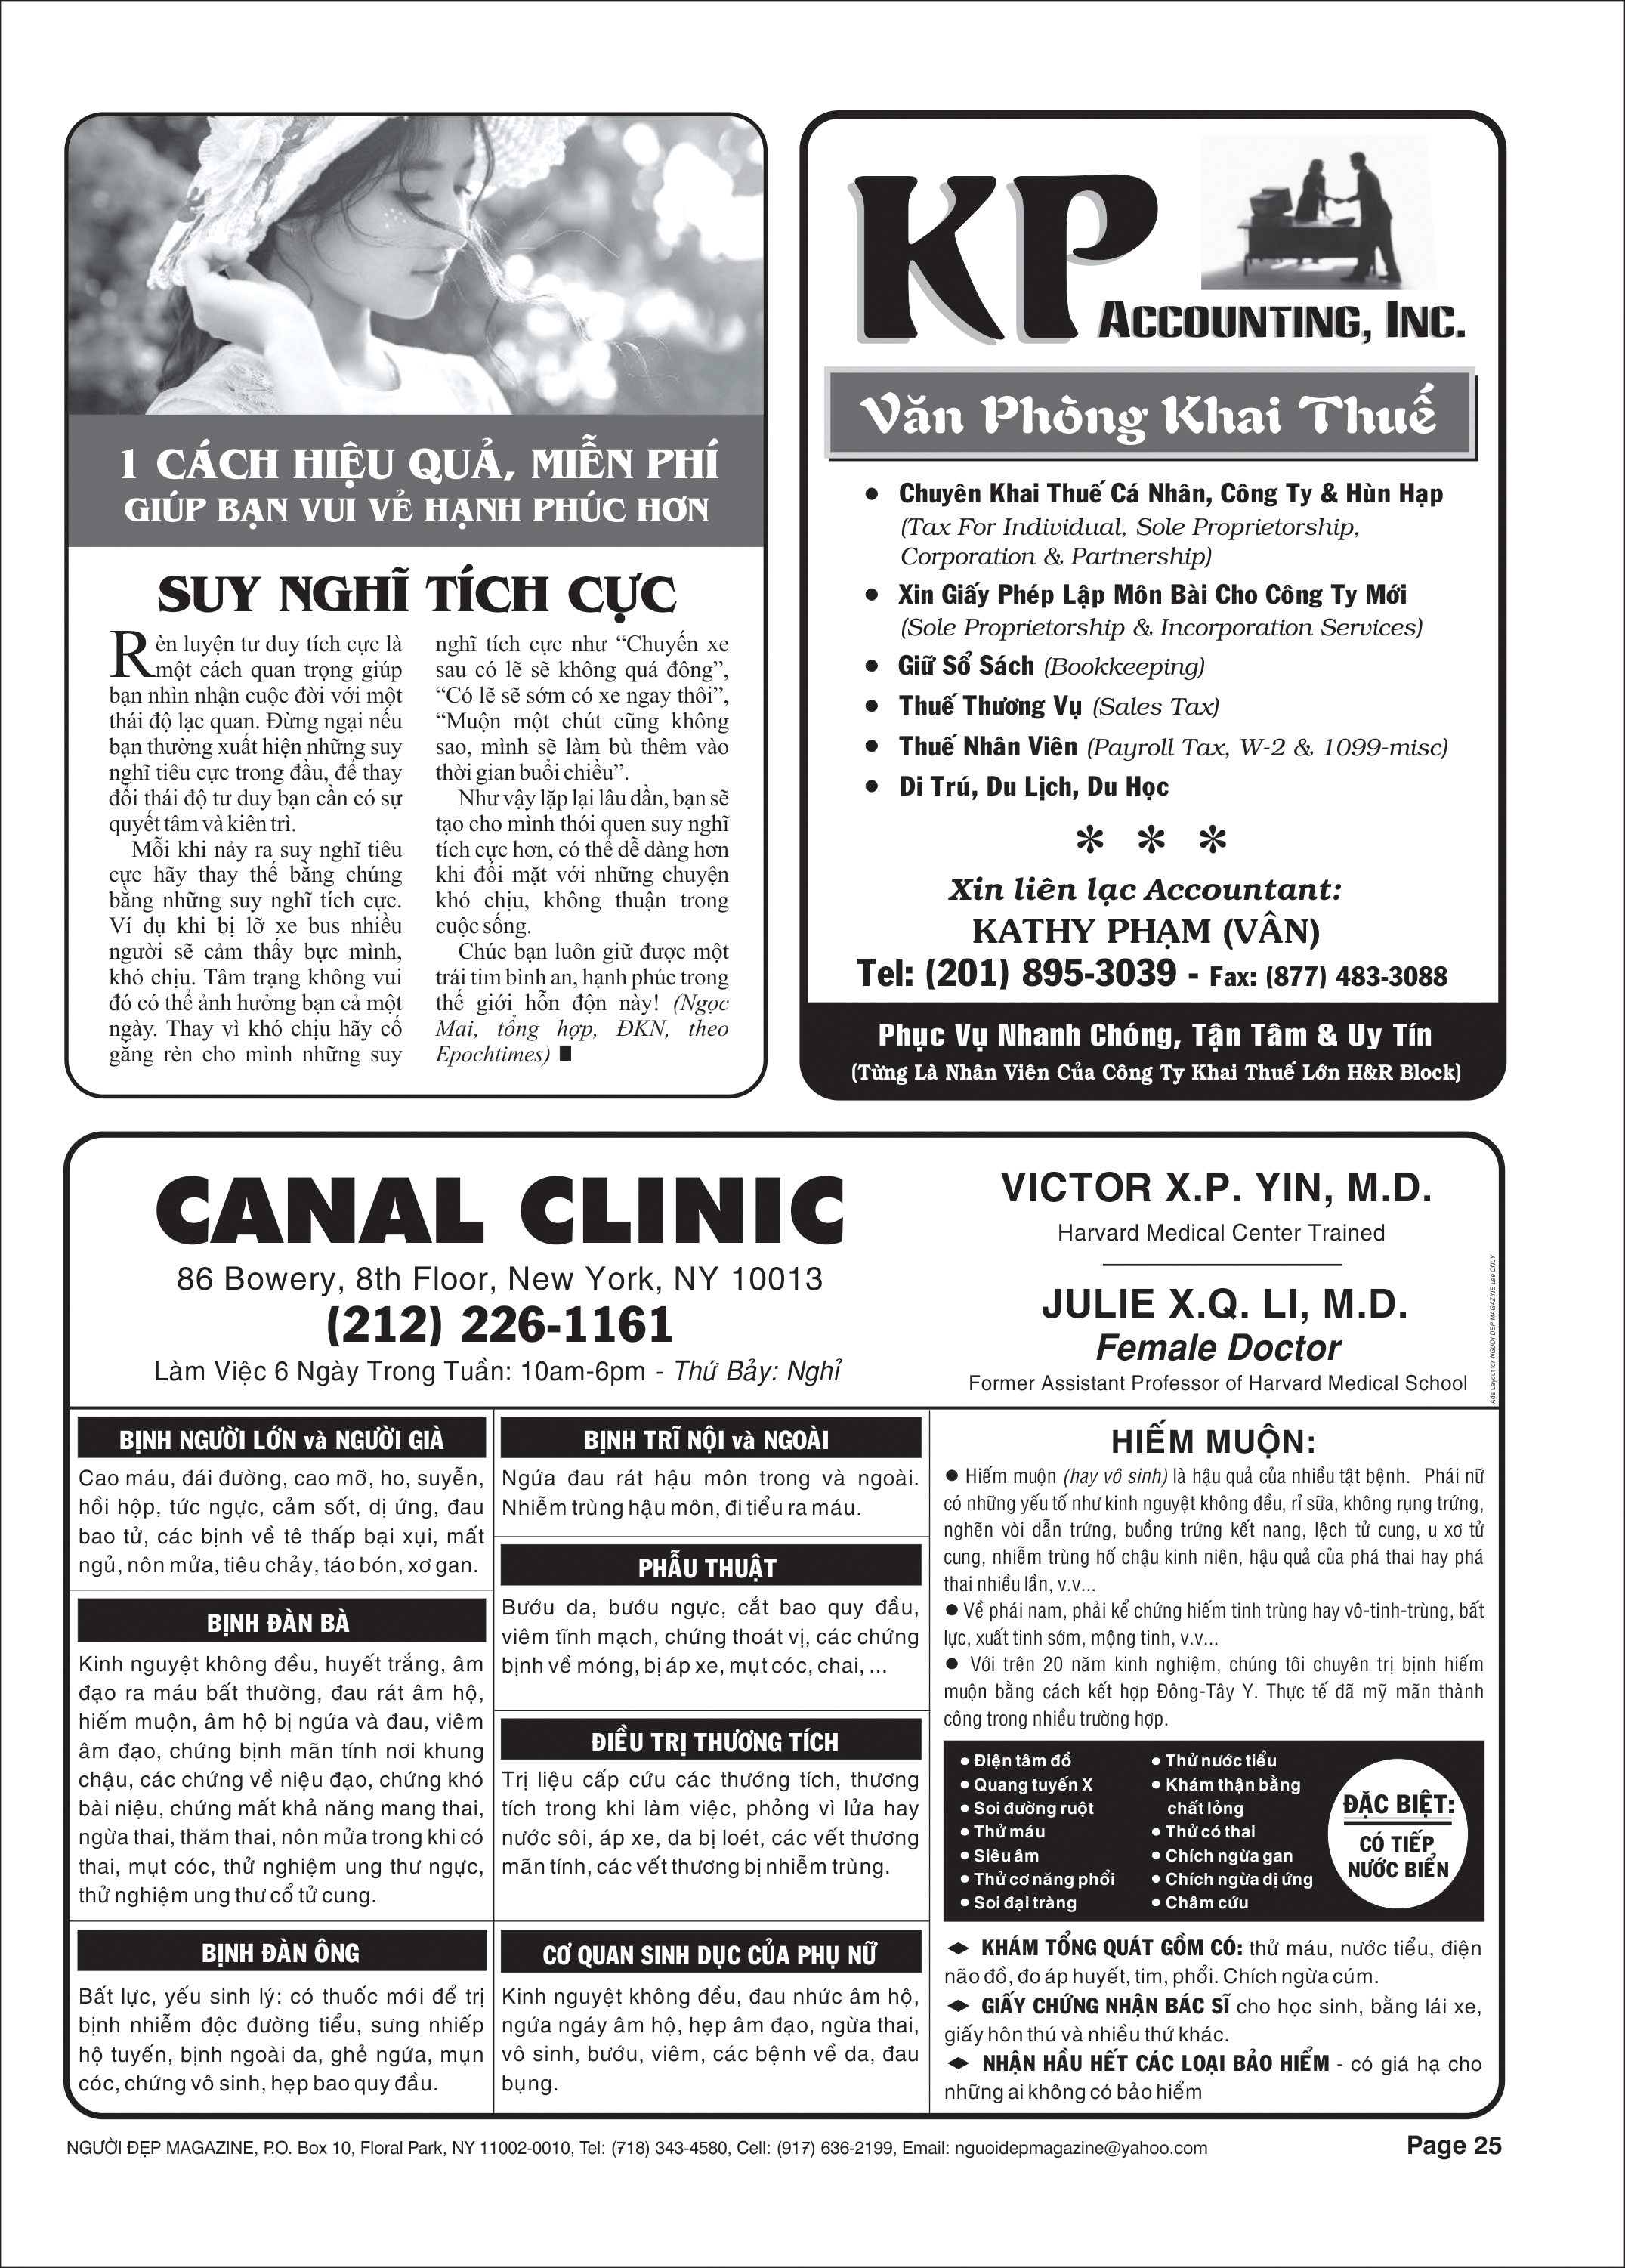 1 CÁCH HIỆU QUẢ, MIỄN PHÍ
GIÚP BẠN VUI VẺ HẠNH PHÚC HƠN
SUY NGHĨ TÍCH CỰC
Rèn luyện tư duy tích cực là
một cách quan trọng giúp
bạn nhìn nhận cuộc đời với một
thái độ lạc quan. Đừng ngại nếu
bạn thường xuất hiện những suy
nghĩ tiêu cực trong đầu, để thay
đổi thái độ tư duy bạn cần có sự
quyết tâm và kiên trì.
Mỗi khi nảy ra suy nghĩ tiêu
cực hãy thay thế bằng chúng
bằng những suy nghĩ tích cực.
Ví dụ khi bị lỡ xe bus nhiều
người sẽ cảm thấy bực mình,
khó chịu. Tâm trạng không vui
đó có thể ảnh hưởng bạn cả một
ngày. Thay vì khó chịu hãy cố
gắng rèn cho mình những suy
nghĩ tích cực như “Chuyến xe
sau có lẽ sẽ không quá đông”,
“Có lẽ sẽ sớm có xe ngay thôi”,
“Muộn một chút cũng không
sao, mình sẽ làm bù thêm vào
thời gian buổi chiều”.
Như vậy lặp lại lâu dần, bạn sẽ
tạo cho mình thói quen suy nghĩ
tích cực hơn, có thể dễ dàng hơn
khi đối mặt với những chuyện
khó chịu, không thuận trong
cuộc sống.
Chúc bạn luôn giữ được một
trái tim bình an, hạnh phúc trong
thế giới hỗn độn này! (Ngọc
Mai, tổng hợp, ĐKN, theo
Epochtimes) ■
KP
ACCOUNTING, INC.
Văn Phòng Khai Thuế
• Chuyên Khai Thuế Cá Nhân, Công Ty & Hùn Hạp
(Tax For Individual, Sole Proprietorship,
Corporation & Partnership)
• Xin Giấy Phép Lập Môn Bài Cho Công Ty Mới
(Sole Proprietorship & Incorporation Services)
• Giữ Sổ Sách (Bookkeeping)
• Thuế Thương Vụ (Sales Tax)
• Thuế Nhân Viên (Payroll Tax, W-2 & 1099-misc)
• Di Trú, Du Lịch, Du Học
* * *
Xin liên lạc Accountant:
KATHY PHẠM (VÂN)
Tel: (201) 895-3039 - Fax: (877) 483-3088
Phục Vụ Nhanh Chóng, Tận Tâm & Uy Tín
(Từng Là Nhân Viên Của Công Ty Khai Thuế Lớn H&R Block)
CANAL CLINIC
86 Bowery, 8th Floor, New York, NY 10013
(212) 226-1161
Làm Việc 6 Ngày Trong Tuần: 10am-6pm - Thứ Bảy: Nghỉ
VICTOR X.P. YIN, M.D.
Harvard Medical Center Trained
JULIE X.Q. LI, M.D.
Female Doctor
Former Assistant Professor of Harvard Medical School
Ads Layout for NGUOI DEP MAGAZINE use ONLY
BỊNH NGƯỜI LỚN và NGƯỜI GIÀ
Cao máu, đái đường, cao mỡ, ho, suyễn,
hồi hộp, tức ngực, cảm sốt, dị ứng, đau
bao tử, các bịnh về tê thấp bại xụi, mất
ngủ, nôn mửa, tiêu chảy, táo bón, xơ gan.
BỊNH ĐÀN BÀ
Kinh nguyệt không đều, huyết trắng, âm
đạo ra máu bất thường, đau rát âm hộ,
hiếm muộn, âm hộ bị ngứa và đau, viêm
âm đạo, chứng bịnh mãn tính nơi khung
chậu, các chứng về niệu đạo, chứng khó
bài niệu, chứng mất khả năng mang thai,
ngừa thai, thăm thai, nôn mửa trong khi có
thai, mụt cóc, thử nghiệm ung thư ngực,
thử nghiệm ung thư cổ tử cung.
BỊNH ĐÀN ÔNG
Bất lực, yếu sinh lý: có thuốc mới để trị
bịnh nhiễm độc đường tiểu, sưng nhiếp
hộ tuyến, bịnh ngoài da, ghẻ ngứa, mụn
cóc, chứng vô sinh, hẹp bao quy đầu.
BỊNH TRĨ NỘI và NGOÀI
Ngứa đau rát hậu môn trong và ngoài.
Nhiễm trùng hậu môn, đi tiểu ra máu.
PHẪU THUẬT
Bướu da, bướu ngực, cắt bao quy đầu,
viêm tĩnh mạch, chứng thoát vị, các chứng
bịnh về móng, bị áp xe, mụt cóc, chai, ...
ĐIỀU TRỊ THƯƠNG TÍCH
Trị liệu cấp cứu các thướng tích, thương
tích trong khi làm việc, phỏng vì lửa hay
nước sôi, áp xe, da bị loét, các vết thương
mãn tính, các vết thương bị nhiễm trùng.
CƠ QUAN SINH DỤC CỦA PHỤ NỮ
Kinh nguyệt không đều, đau nhức âm hộ,
ngứa ngáy âm hộ, hẹp âm đạo, ngừa thai,
vô sinh, bướu, viêm, các bệnh về da, đau
bụng.
HIẾM MUỘN:
● Hiếm muộn (hay vô sinh) là hậu quả của nhiều tật bệnh. Phái nữ
có những yếu tố như kinh nguyệt không đều, rỉ sữa, không rụng trứng,
nghẽn vòi dẫn trứng, buồng trứng kết nang, lệch tử cung, u xơ tử
cung, nhiễm trùng hố chậu kinh niên, hậu quả của phá thai hay phá
thai nhiều lần, v.v...
● Về phái nam, phải kể chứng hiếm tinh trùng hay vô-tinh-trùng, bất
lực, xuất tinh sớm, mộng tinh, v.v...
● Với trên 20 năm kinh nghiệm, chúng tôi chuyên trị bịnh hiếm
muộn bằng cách kết hợp Đông-Tây Y. Thực tế đã mỹ mãn thành
công trong nhiều trường hợp.
● Điện tâm đồ
● Quang tuyến X
● Soi đường ruột
● Thử máu
● Siêu âm
● Thử cơ năng phổi
● Soi đại tràng
● Thử nước tiểu
● Khám thận bằng
chất lỏng
● Thử có thai
● Chích ngừa gan
● Chích ngừa dị ứng
● Châm cứu
ĐẶC BIỆT:
CÓ TIẾP
NƯỚC BIỂN
◆ KHÁM TỔNG QUÁT GỒM CÓ: thử máu, nước tiểu, điện
não đồ, đo áp huyết, tim, phổi. Chích ngừa cúm.
◆ GIẤY CHỨNG NHẬN BÁC SĨ cho học sinh, bằng lái xe,
giấy hôn thú và nhiều thứ khác.
◆ NHẬN HẦU HẾT CÁC LOẠI BẢO HIỂM - có giá hạ cho
những ai không có bảo hiểm
NGƯỜI ĐẸP MAGAZINE, P.O. Box 10, Floral Park, NY 11002-0010, Tel: (718) 343-4580, Cell: (917) 636-2199, Email: nguoidepmagazine@yahoo.com
Page 25